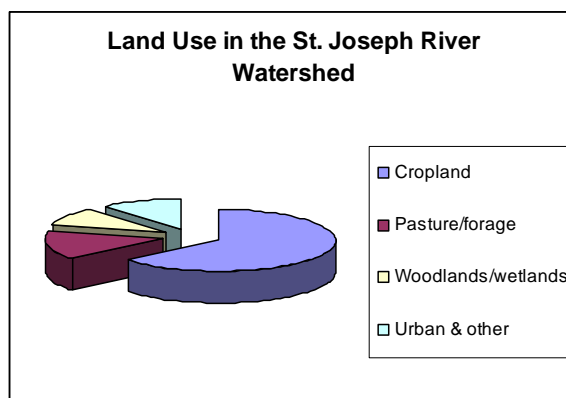 Land Use in the St. Joseph River
Watershed
Cropland
Pasture/forage
Woodlands/wetlands
Urban & other